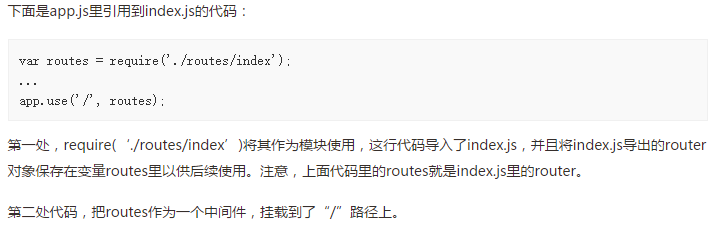 下面是app.js里引用到index.js的代码：
var routes = require('./routes/index');
...
app.use('/', routes);
第一处，require(‘./routes/index’)将其作为模块使用，这行代码导入了index.js，并且将index.js导出的router
对象保存在变量routes里以供后续使用。注意，上面代码里的routes就是index.js里的router。
第二处代码，把routes作为一个中间件，挂载到了“/”路径上。